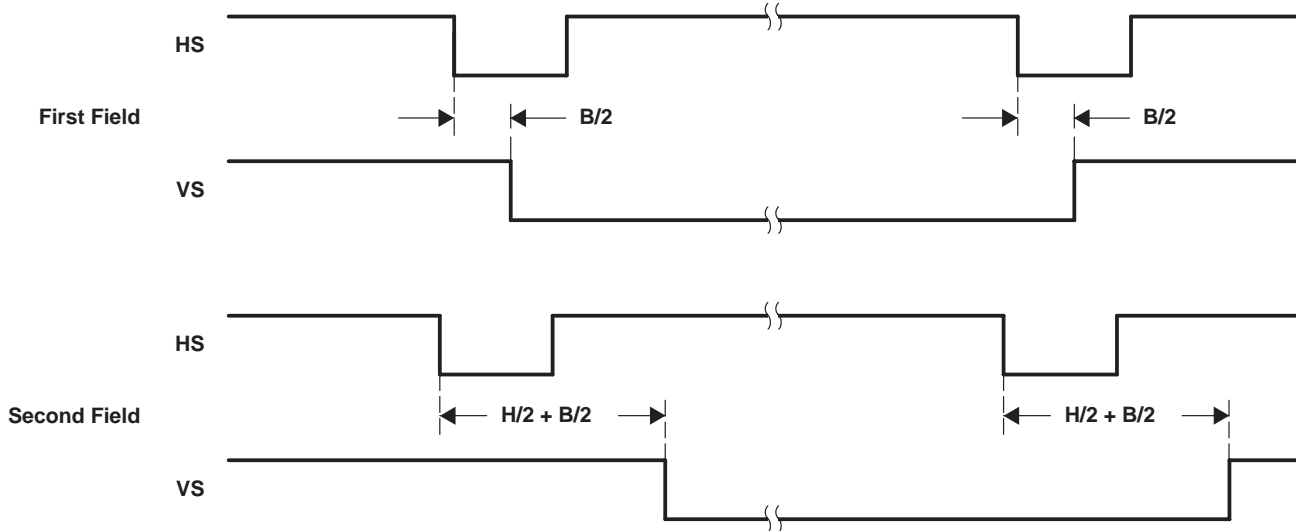 HS
First Field
B/2
B/2
VS
HS
Second Field
H/2 + B/2
H/2 + B/2
VS